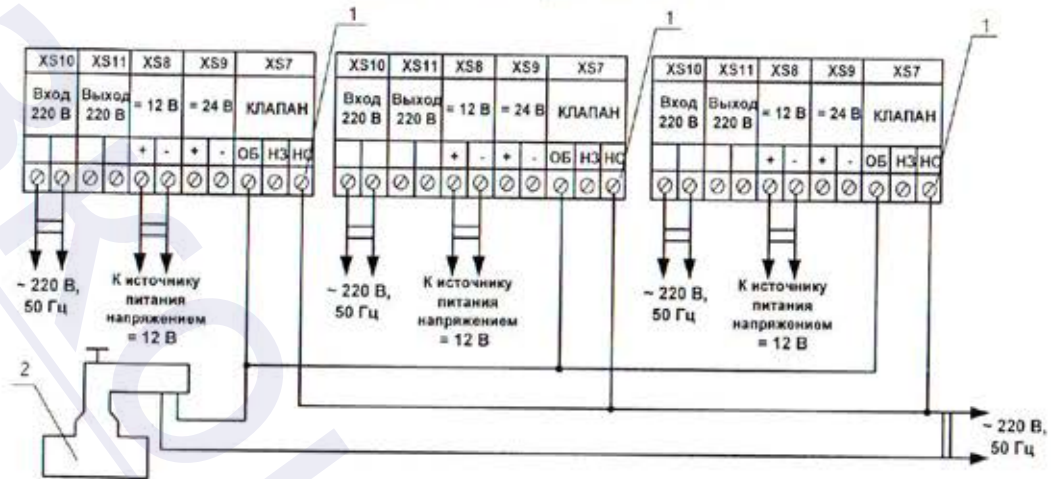 1
1
1
XS10 XS11 XS8 XS9 XS7
Вход 220 В Выход 220 В = 12 В = 24 В КЛАПАН
+ - + - ОБ НЗ НО
XS10 XS11 XS8 XS9 XS7
Вход 220 В Выход 220 В = 12 В = 24 В КЛАПАН
+ - + - ОБ НЗ НО
XS10 XS11 XS8 XS9 XS7
Вход 220 В Выход 220 В = 12 В = 24 В КЛАПАН
+ - + - ОБ НЗ НО
~ 220 В,
50 Гц
К источнику
питания
напряжением
= 12 В
~ 220 В,
50 Гц
К источнику
питания
напряжением
= 12 В
~ 220 В,
50 Гц
К источнику
питания
напряжением
= 12 В
2
~ 220 В,
50 Гц